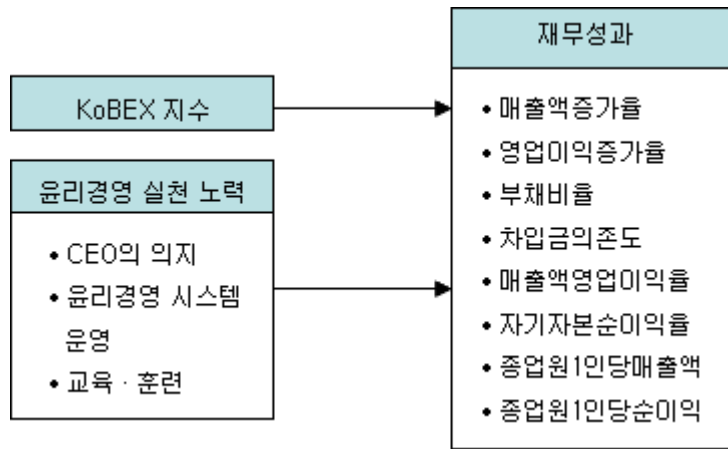 KoBEX 지수
윤리경영 실천 노력
• CEO의 의지
• 윤리경영 시스템
운영
• 교육 · 훈련
재무성과
• 매출액증가율
• 영업이익증가율
• 부채비율
• 차입금의존도
• 매출액영업이익율
• 자기자본순이익율
• 종업원1인당매출액
• 종업원1인당순이익